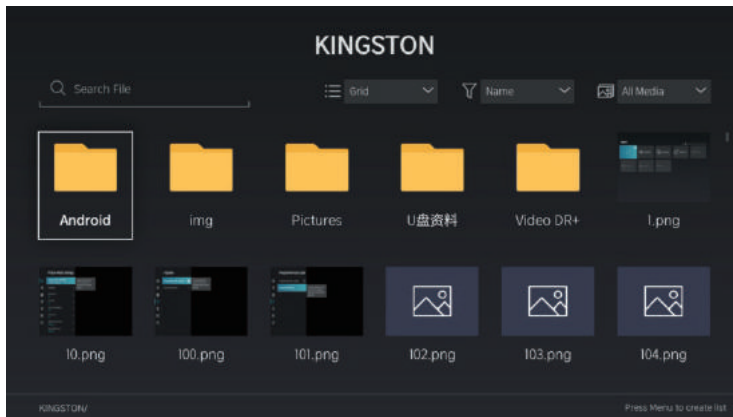 KINGSTON
Search File
Grid
Name
All Media
Android
img
Pictures
U盘资料
Video DR+
1.png
10.png
100.png
101.png
102.png
103.png
104.png
KINGSTON/
Press Menu to create list